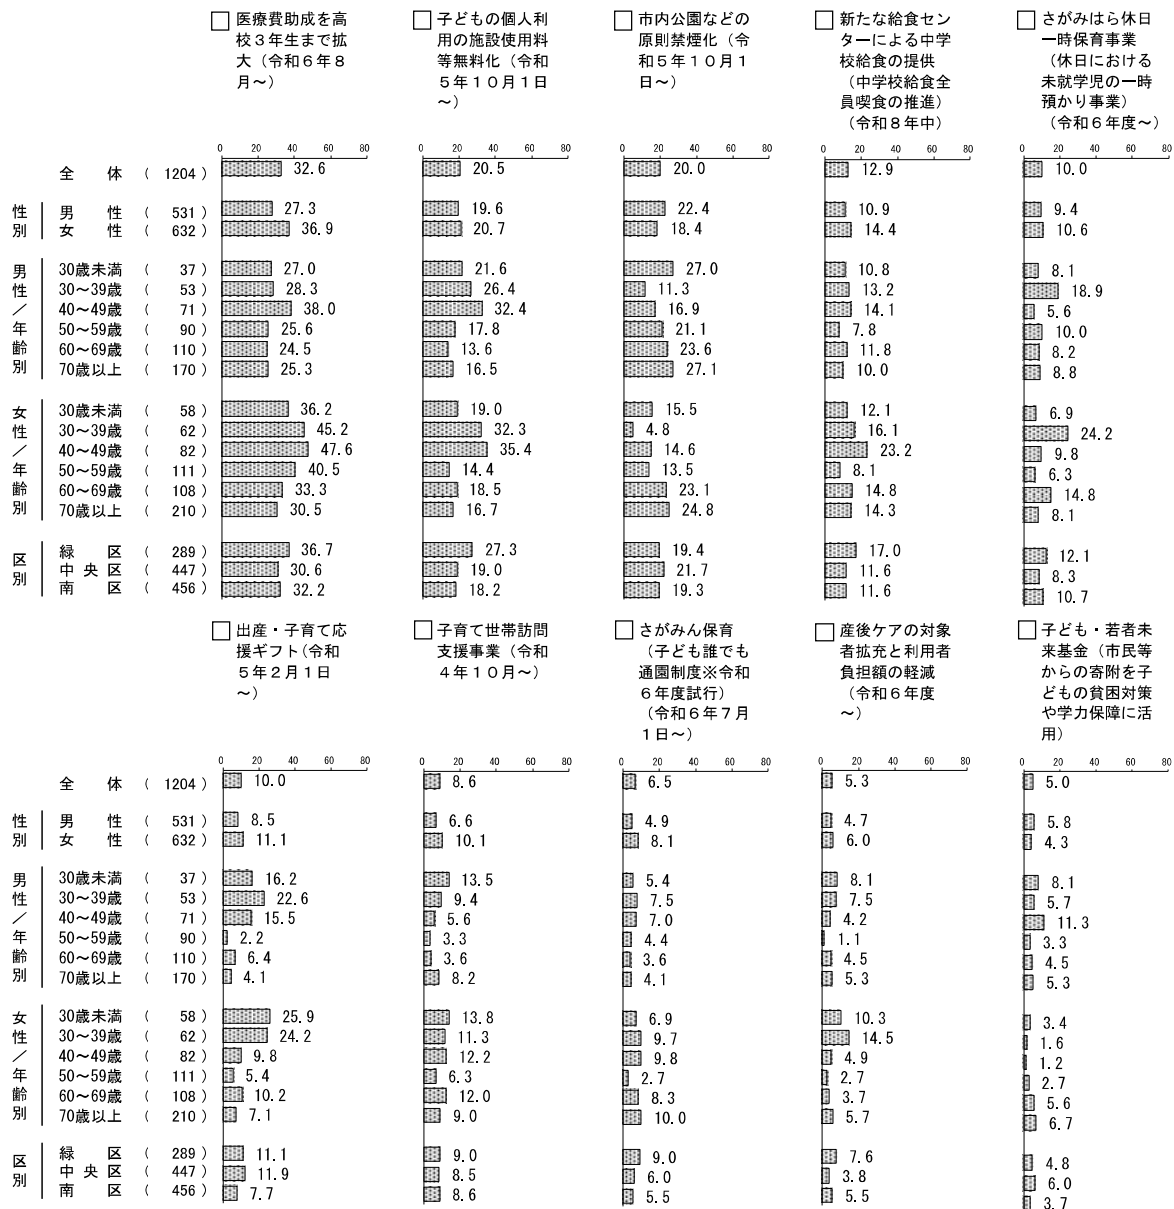 医療費助成を高
校３年生まで拡
大（令和６年８
月～）
子どもの個人利
用の施設使用料
等無料化（令和
５年１０月１日
～）
市内公園などの
原則禁煙化（令
和５年１０月１
日～）
新たな給食セン
ターによる中学
校給食の提供
（中学校給食全
員喫食の推進）
（令和８年中）
さがみはら休日
一時保育事業
（休日における
未就学児の一時
預かり事業）
（令和６年度～）
0 20 40 60 80 0 20 40 60 80 0 20 40 60 80 0 20 40 60 80 0 20 40 60 80
全体 (1204) 32.6 20.5 20.0 12.9 10.0
性別
男性 (531) 27.3 19.6 22.4 10.9 9.4
女性 (632) 36.9 20.7 18.4 14.4 10.6
男性／年齢別
30歳未満 (37) 27.0 21.6 27.0 10.8 8.1
30～39歳 (53) 28.3 26.4 11.3 13.2 18.9
40～49歳 (71) 38.0 32.4 16.9 14.1 5.6
50～59歳 (90) 25.6 17.8 21.1 7.8 10.0
60～69歳 (110) 24.5 13.6 23.6 11.8 8.2
70歳以上 (170) 25.3 16.5 27.1 10.0 8.8
女性／年齢別
30歳未満 (58) 36.2 19.0 15.5 12.1 6.9
30～39歳 (62) 45.2 32.3 4.8 16.1 24.2
40～49歳 (82) 47.6 35.4 14.6 23.2 9.8
50～59歳 (111) 40.5 14.4 13.5 8.1 6.3
60～69歳 (108) 33.3 18.5 23.1 14.8 14.8
70歳以上 (210) 30.5 16.7 24.8 14.3 8.1
区別
緑区 (289) 36.7 27.3 19.4 17.0 12.1
中央区 (447) 30.6 19.0 21.7 11.6 8.3
南区 (456) 32.2 18.2 19.3 11.6 10.7
出産・子育て応
援ギフト（令和
５年２月１日
～）
子育て世帯訪問
支援事業（令和
４年１０月～）
さがみん保育
（子ども誰でも
通園制度※令和
６年度試行）
（令和６年７月
１日～）
産後ケアの対象
者拡充と利用者
負担額の軽減
（令和６年度
～）
子ども・若者未
来基金（市民等
からの寄附を子
どもの貧困対策
や学力保障に活
用）
0 20 40 60 80 0 20 40 60 80 0 20 40 60 80 0 20 40 60 80 0 20 40 60 80
全体 (1204) 10.0 8.6 6.5 5.3 5.0
性別
男性 (531) 8.5 6.6 4.9 4.7 5.8
女性 (632) 11.1 10.1 8.1 6.0 4.3
男性／年齢別
30歳未満 (37) 16.2 13.5 5.4 8.1 8.1
30～39歳 (53) 22.6 9.4 7.5 7.5 5.7
40～49歳 (71) 15.5 5.6 7.0 4.2 11.3
50～59歳 (90) 2.2 3.3 4.4 1.1 3.3
60～69歳 (110) 6.4 3.6 3.6 4.5 4.5
70歳以上 (170) 4.1 8.2 4.1 5.3 5.3
女性／年齢別
30歳未満 (58) 25.9 13.8 6.9 10.3 3.4
30～39歳 (62) 24.2 11.3 9.7 14.5 1.6
40～49歳 (82) 9.8 12.2 9.8 4.9 1.2
50～59歳 (111) 5.4 6.3 2.7 2.7 2.7
60～69歳 (108) 10.2 12.0 8.3 3.7 5.6
70歳以上 (210) 7.1 9.0 10.0 5.7 6.7
区別
緑区 (289) 11.1 9.0 9.0 7.6 4.8
中央区 (447) 11.9 8.5 6.0 3.8 6.0
南区 (456) 7.7 8.6 5.5 5.5 3.7